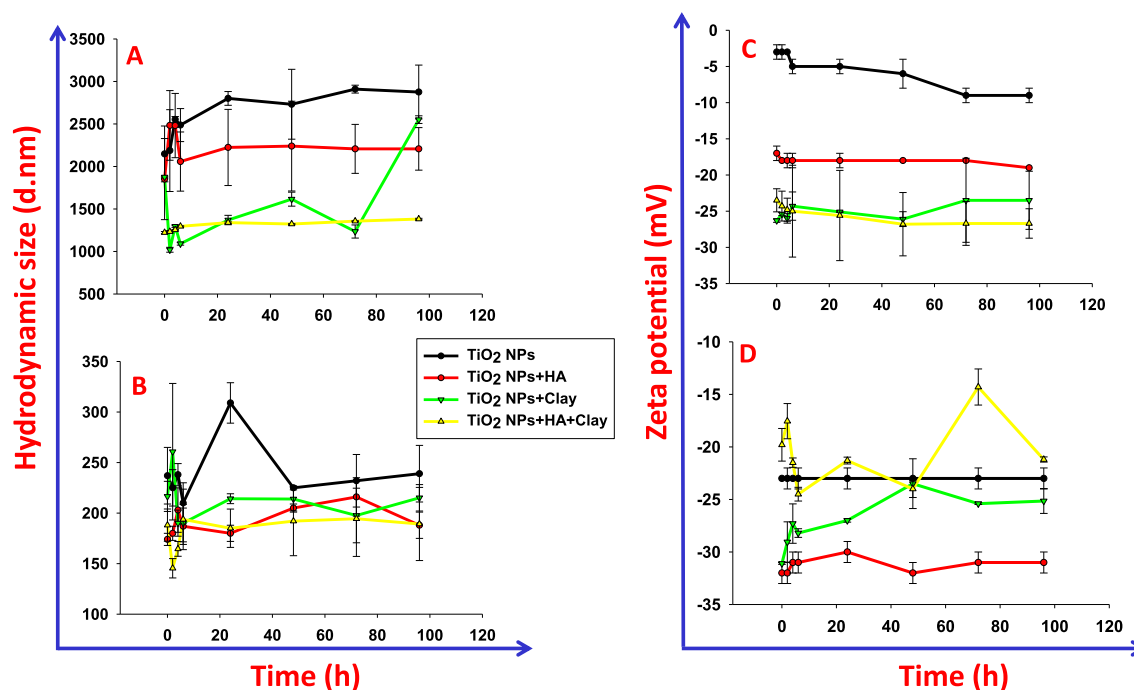 Hydrodynamic size (d.nm)
A
3500
3000
2500
2000
1500
1000
500
0 20 40 60 80 100 120
B
350
300
250
200
150
100
0 20 40 60 80 100 120
Time (h)
TiO2 NPs
TiO2 NPs+HA
TiO2 NPs+Clay
TiO2 NPs+HA+Clay
Zeta potential (mV)
C
0
-5
-10
-15
-20
-25
-30
-35
0 20 40 60 80 100 120
D
-10
-15
-20
-25
-30
-35
0 20 40 60 80 100 120
Time (h)